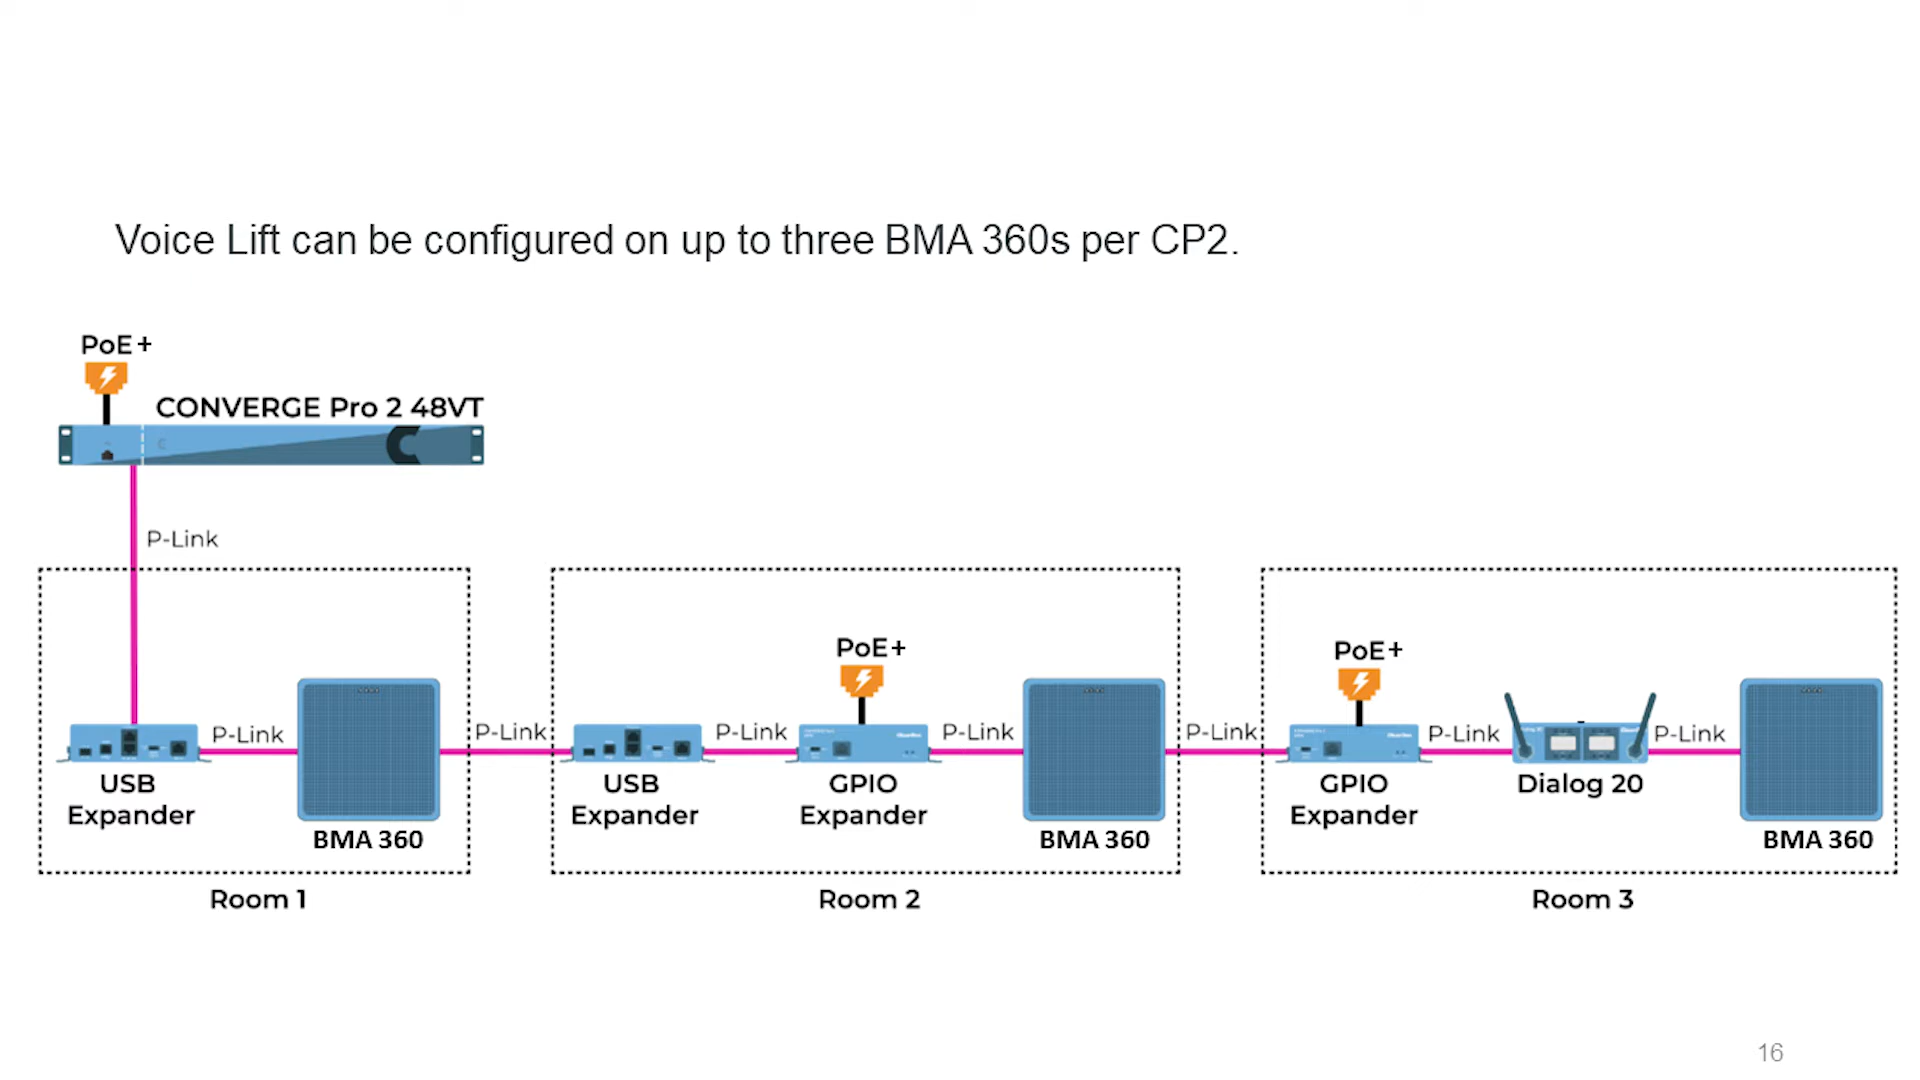 Voice Lift can be configured on up to three BMA 360s per CP2.
PoE+
CONVERGE Pro 2 48VT
P-Link
PoE+
PoE+
P-Link
P-Link
P-Link
P-Link
P-Link
P-Link
P-Link
USB
Expander
BMA 360
USB
Expander
GPIO
Expander
BMA 360
GPIO
Expander
Dialog 20
BMA 360
Room 1
Room 2
Room 3
16